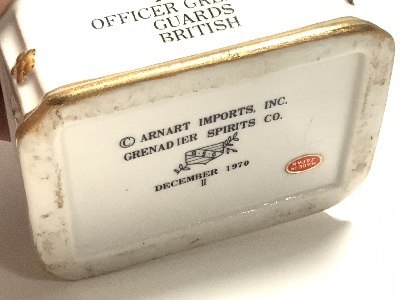 OFFICER GRE
GUARDS
BRITISH
© ARNART IMPORTS, INC.
GRENADIER SPIRITS CO.
DECEMBER 1970
II